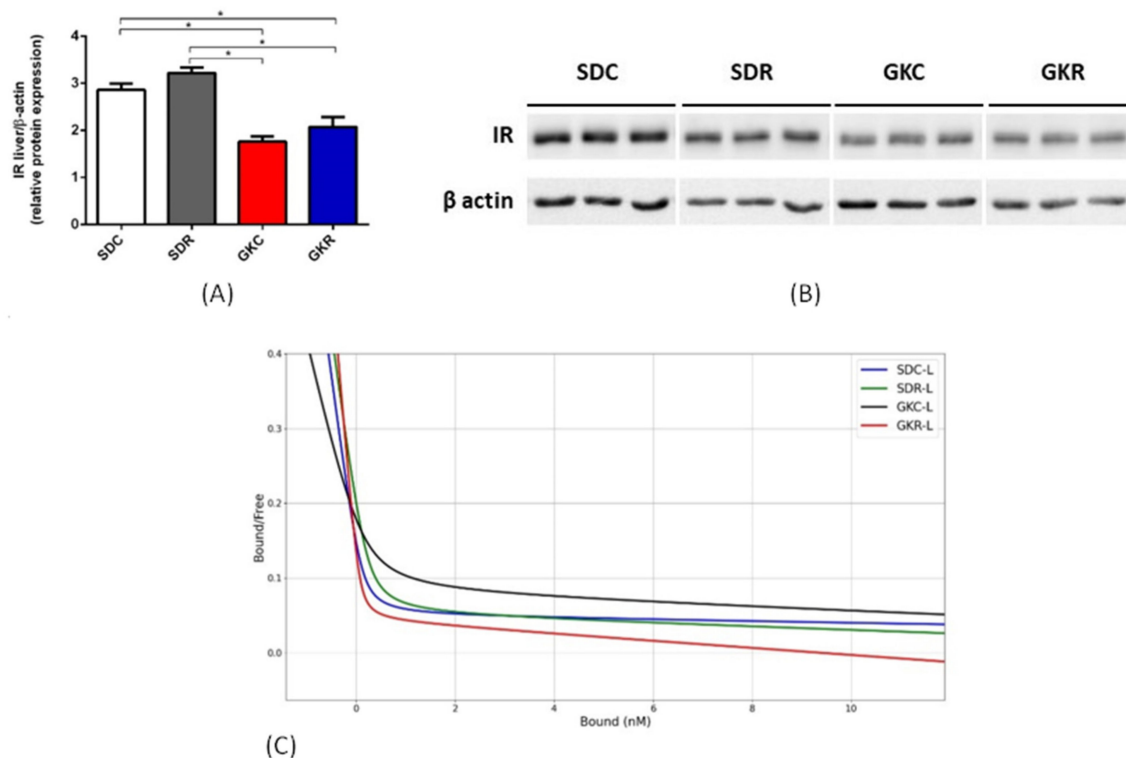 IR liver/β-actin
(relative protein expression)
4
3
2
1
0
*
*
*
*
SDC
SDR
GKC
GKR
(A)
SDC SDR GKC GKR
IR
β actin
(B)
Bound/Free
0.4
0.3
0.2
0.1
0.0
0 2 4 6 8 10
Bound (nM)
SDC-L
SDR-L
GKC-L
GKR-L
(C)